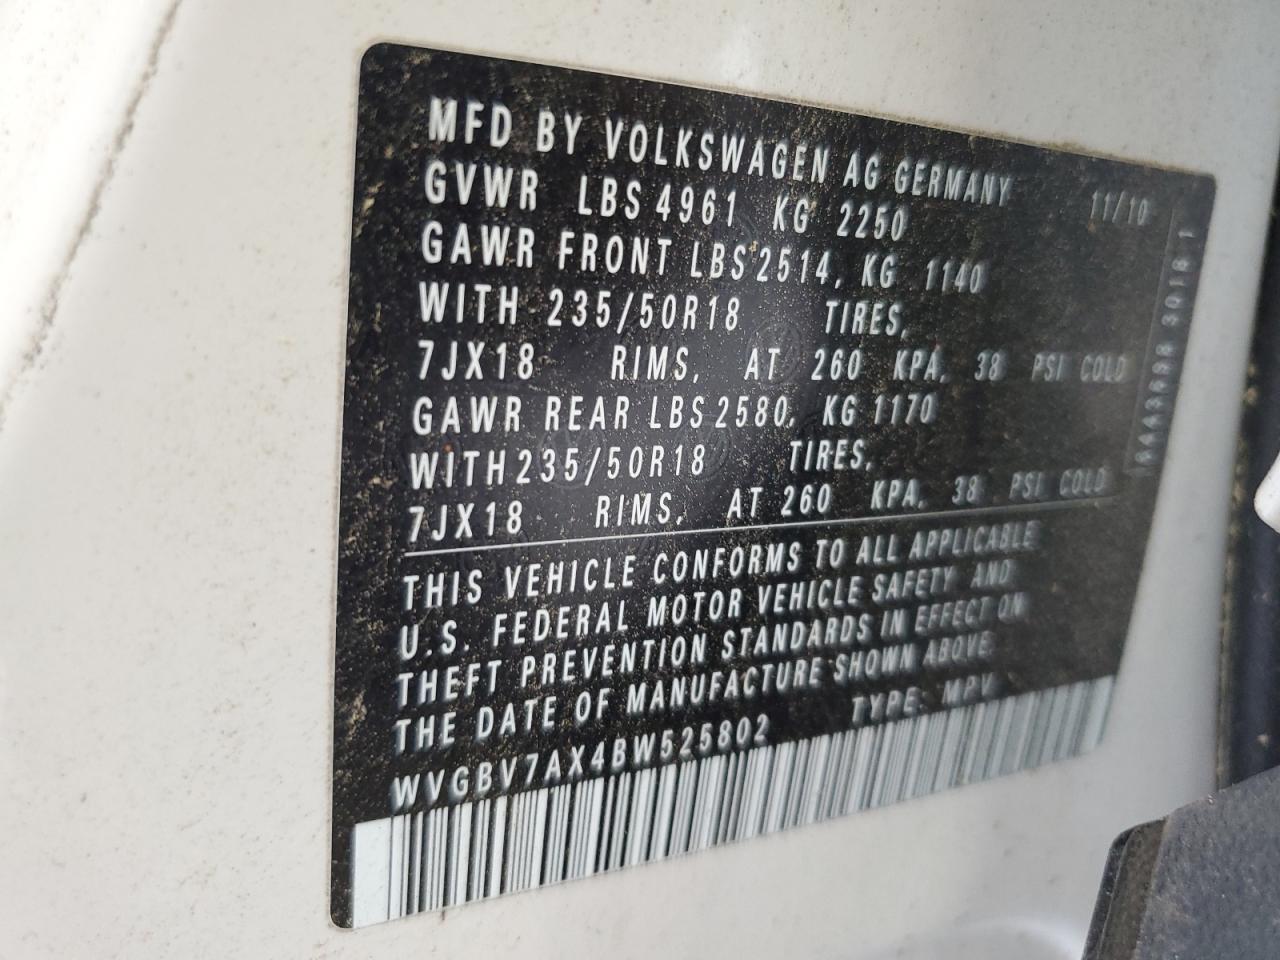 MFD BY VOLKSWAGEN AG GERMANY 11/10
GVWR LBS 4961 KG 2250
GAWR FRONT LBS 2514, KG 1140
WITH 235/50R18 TIRES,
7JX18 RIMS, AT 260 KPA, 38 PSI COLD
GAWR REAR LBS 2580, KG 1170
WITH 235/50R18 TIRES,
7JX18 RIMS, AT 260 KPA, 38 PSI COLD
THIS VEHICLE CONFORMS TO ALL APPLICABLE
U.S. FEDERAL MOTOR VEHICLE SAFETY AND
THEFT PREVENTION STANDARDS IN EFFECT ON
THE DATE OF MANUFACTURE SHOWN ABOVE.
WVGBV7AX4BW525802 TYPE: MPV